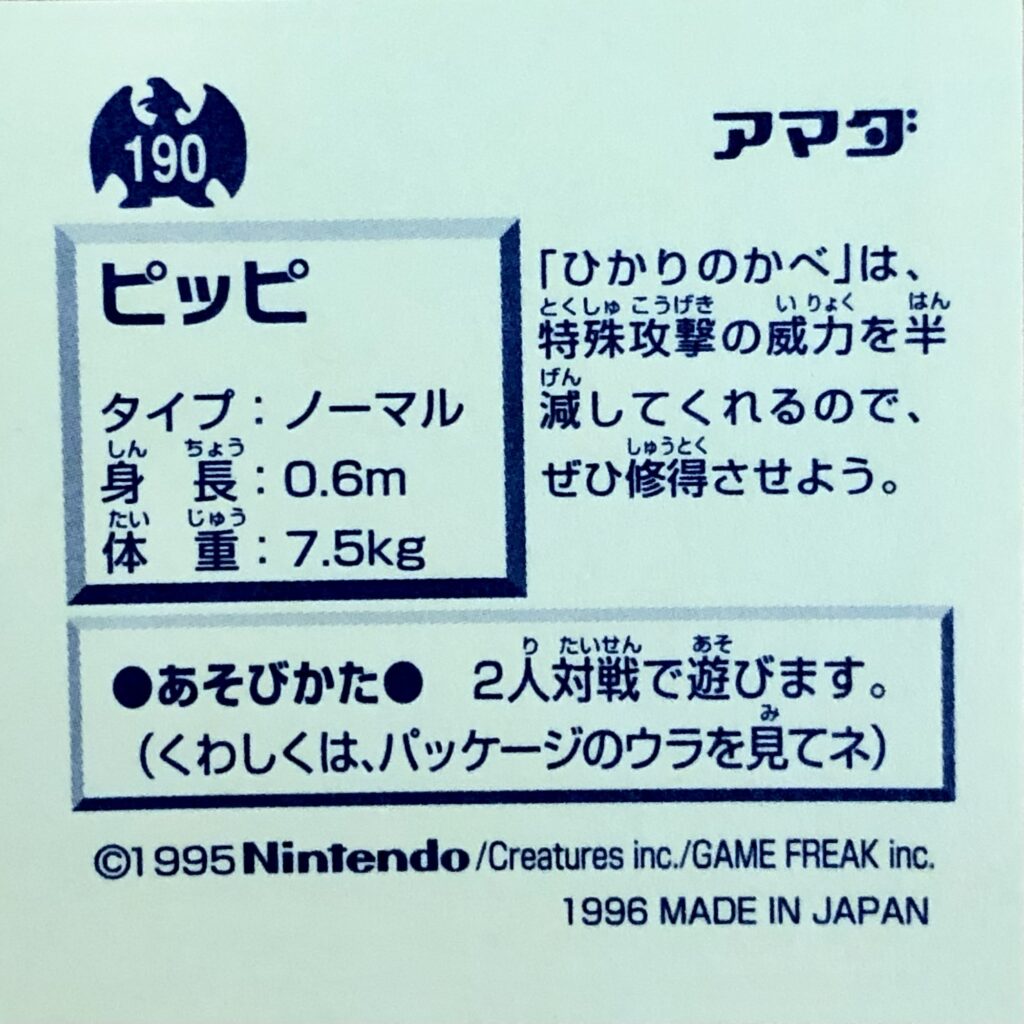 190
アマダ
ピッピ
タイプ：ノーマル
身長：0.6m
体重：7.5kg
「ひかりのかべ」は、
特殊攻撃の威力を半
減してくれるので、
ぜひ修得させよう。
●あそびかた● 2人対戦で遊びます。
(くわしくは、パッケージのウラを見てネ)
©1995 Nintendo/Creatures inc./GAME FREAK inc.
1996 MADE IN JAPAN